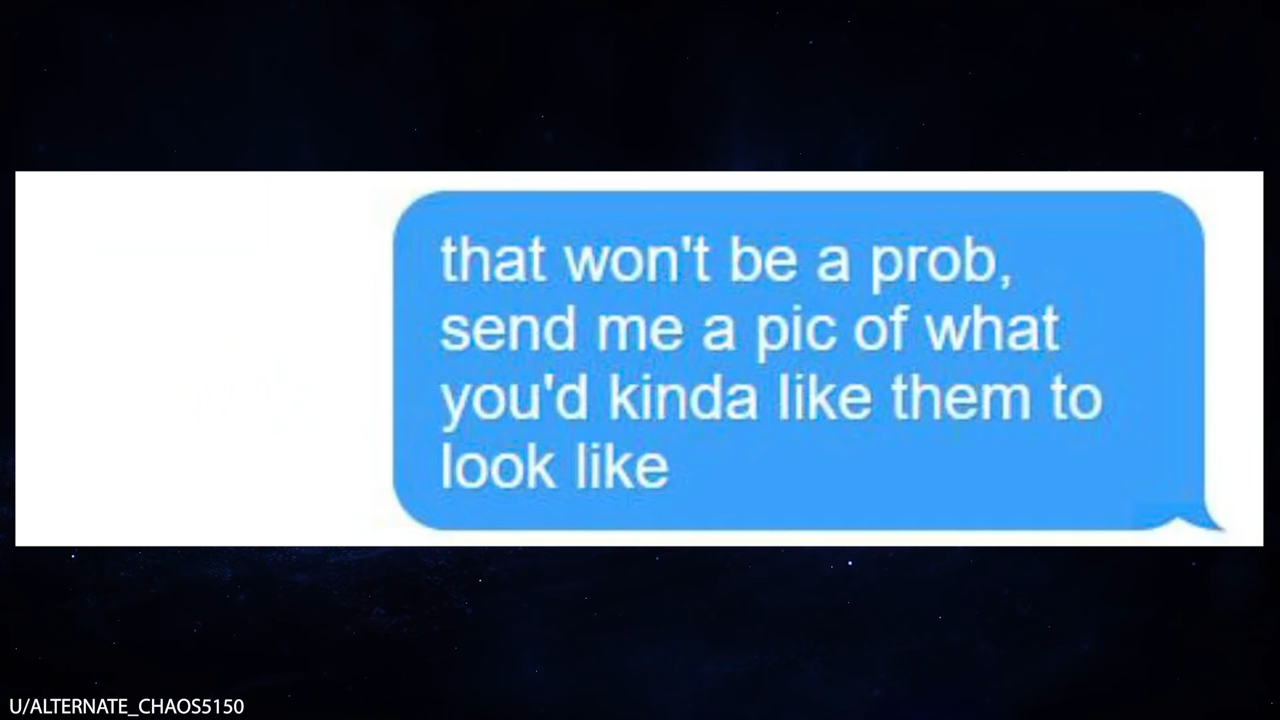 that won't be a prob,
send me a pic of what
you'd kinda like them to
look like
U/ALTERNATE_CHAOS5150